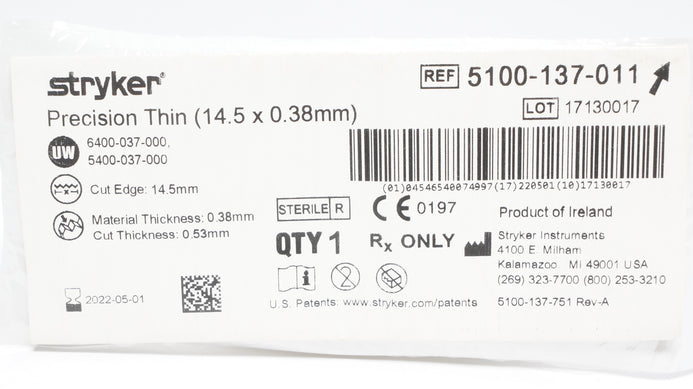 stryker®
REF 5100-137-011
LOT 17130017
Precision Thin (14.5 x 0.38mm)
UW 6400-037-000,
5400-037-000
(01)04546540074997(17)220501(10)17130017
Cut Edge: 14.5mm
Material Thickness: 0.38mm
Cut Thickness: 0.53mm
STERILE R
CE 0197
QTY 1
Rx ONLY
Product of Ireland
Stryker Instruments
4100 E. Milham
Kalamazoo MI 49001 USA
(269) 323-7700 (800) 253-3210
i 2
2022-05-01
U.S. Patents: www.stryker.com/patents
5100-137-751 Rev-A